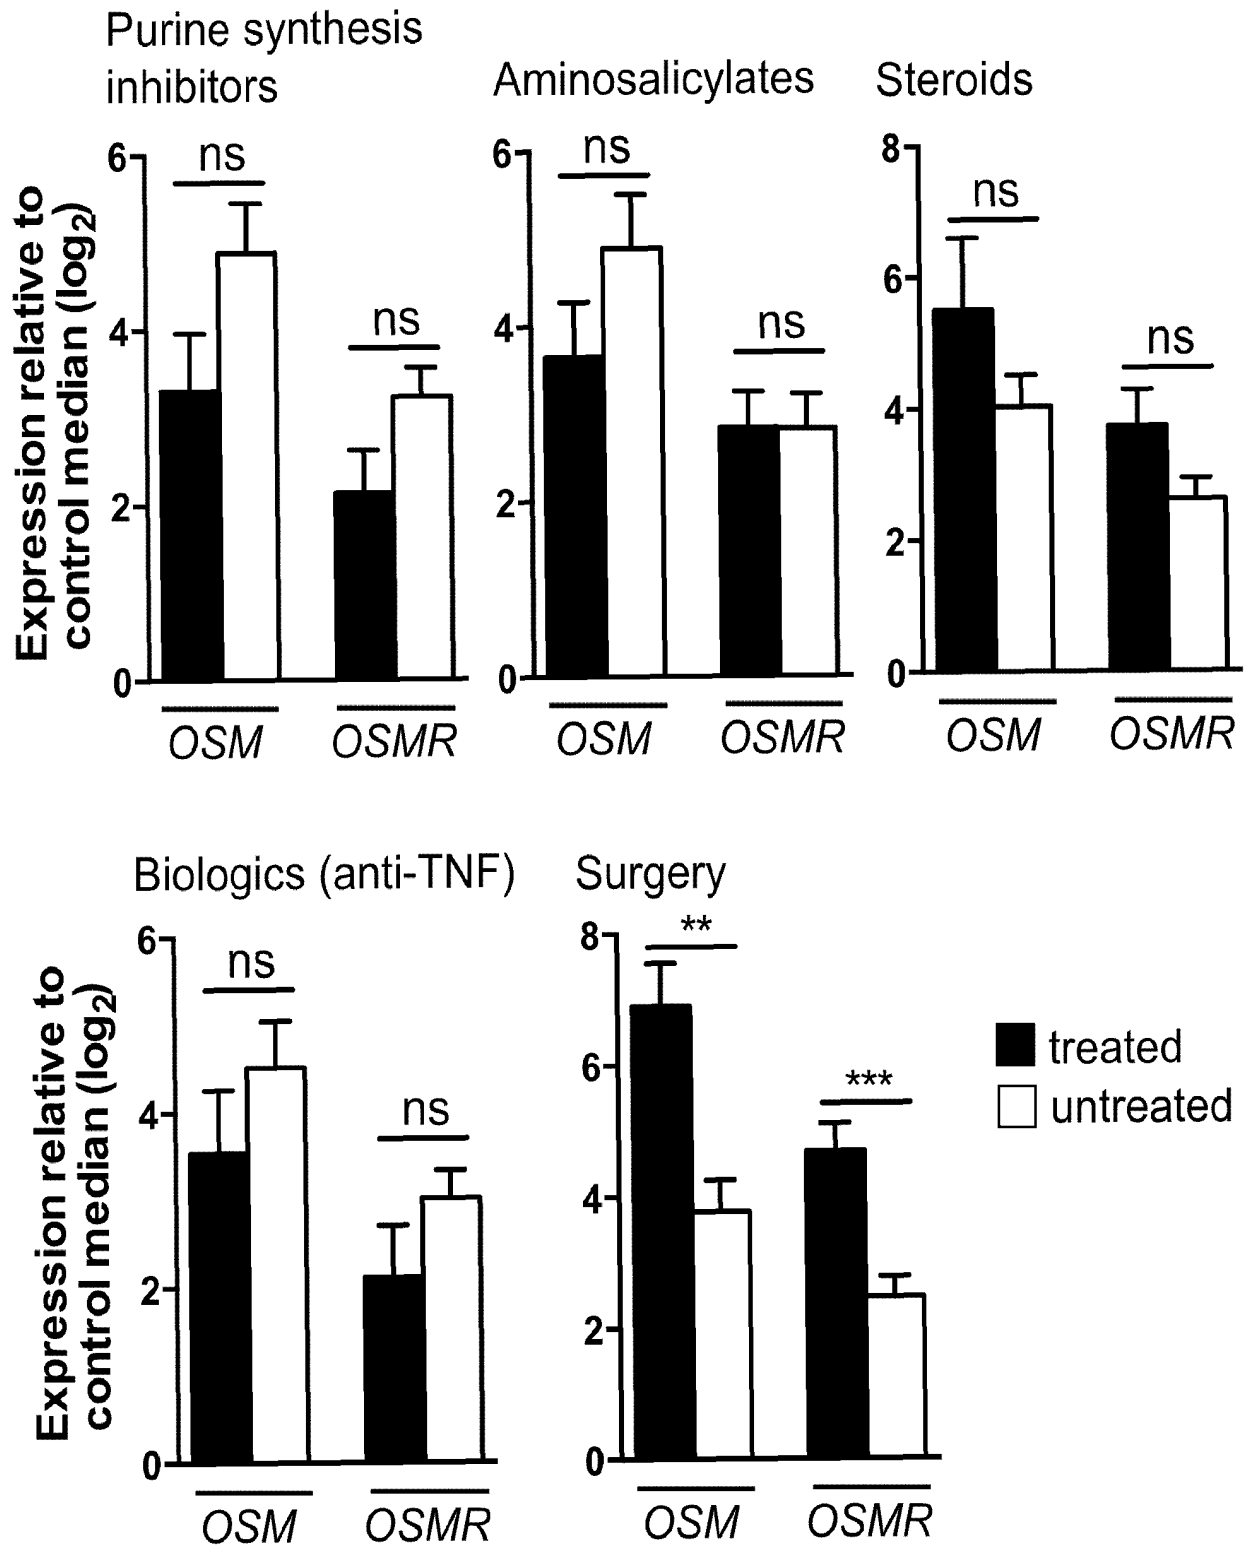 Purine synthesis
inhibitors
Aminosalicylates
Steroids
Expression relative to
control median (log2)
6
4
2
0
ns
ns
OSM
OSMR
6
4
2
0
ns
ns
OSM
OSMR
8
6
4
2
0
ns
ns
OSM
OSMR
Biologics (anti-TNF)
Surgery
Expression relative to
control median (log2)
6
4
2
0
ns
ns
OSM
OSMR
8
6
4
2
0
**
***
OSM
OSMR
treated
untreated